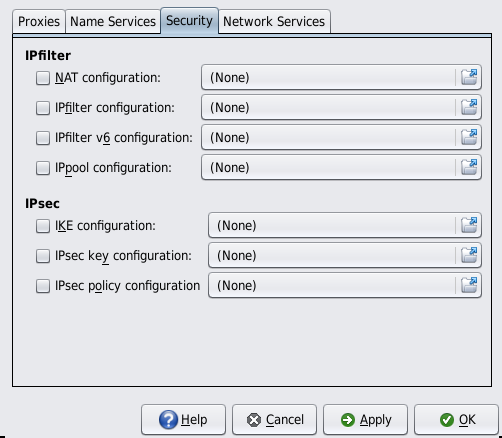 Proxies Name Services Security Network Services
IPfilter
NAT configuration: (None)
IPfilter configuration: (None)
IPfilter v6 configuration: (None)
IPpool configuration: (None)
IPsec
IKE configuration: (None)
IPsec key configuration: (None)
IPsec policy configuration (None)
Help Cancel Apply OK